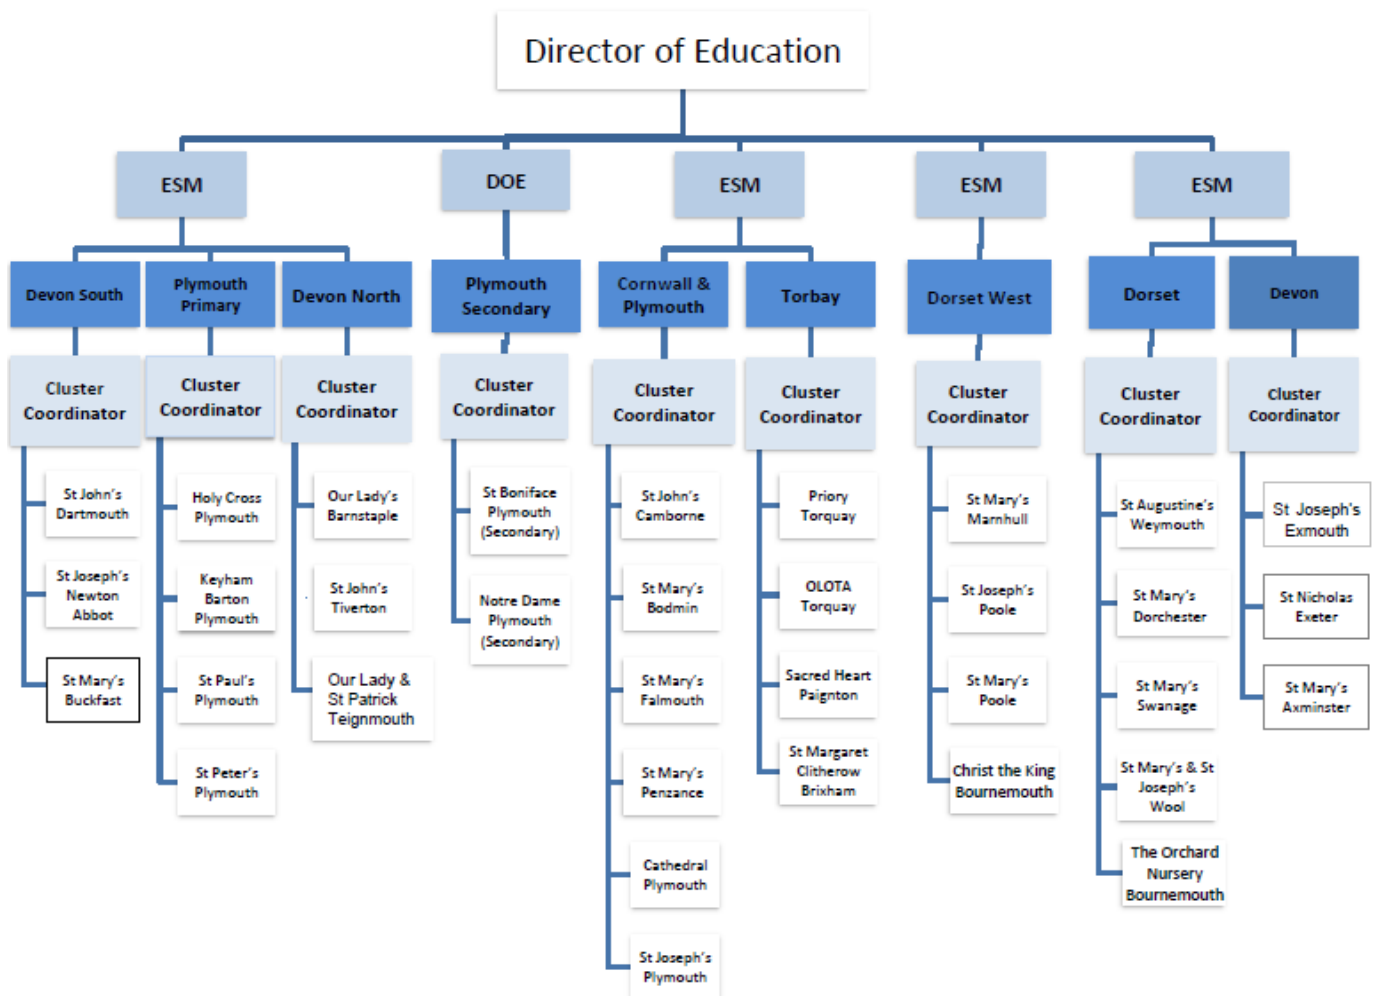 Director of Education
ESM
DOE
ESM
ESM
ESM
Devon South
Plymouth
Primary
Devon North
Plymouth
Secondary
Cornwall &
Plymouth
Torbay
Dorset West
Dorset
Devon
Cluster
Coordinator
Cluster
Coordinator
Cluster
Coordinator
Cluster
Coordinator
Cluster
Coordinator
Cluster
Coordinator
Cluster
Coordinator
Cluster
Coordinator
Cluster
Coordinator
St John's
Dartmouth
St Joseph's
Newton
Abbot
St Mary's
Buckfast
Holy Cross
Plymouth
Keyham
Barton
Plymouth
St Paul's
Plymouth
St Peter's
Plymouth
Our Lady's
Barnstaple
St John's
Tiverton
Our Lady &
St Patrick
Teignmouth
St Boniface
Plymouth
(Secondary)
Notre Dame
Plymouth
(Secondary)
St John's
Camborne
St Mary's
Bodmin
St Mary's
Falmouth
St Mary's
Penzance
Cathedral
Plymouth
St Joseph's
Plymouth
Priory
Torquay
OLOTA
Torquay
Sacred Heart
Paignton
St Margaret
Clitherow
Brixham
St Mary's
Marnhull
St Joseph's
Poole
St Mary's
Poole
Christ the King
Bournemouth
St Augustine's
Weymouth
St Mary's
Dorchester
St Mary's
Swanage
St Mary's & St
Joseph's
Wool
The Orchard
Nursery
Bournemouth
St Joseph's
Exmouth
St Nicholas
Exeter
St Mary's
Axminster